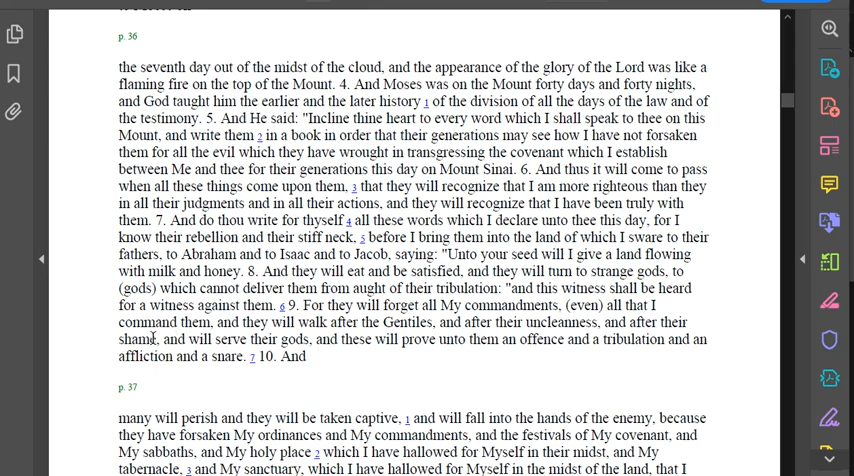 p. 36
the seventh day out of the midst of the cloud, and the appearance of the glory of the Lord was like a
flaming fire on the top of the Mount. 4. And Moses was on the Mount forty days and forty nights,
and God taught him the earlier and the later history 1 of the division of all the days of the law and of
the testimony. 5. And He said: "Incline thine heart to every word which I shall speak to thee on this
Mount, and write them 2 in a book in order that their generations may see how I have not forsaken
them for all the evil which they have wrought in transgressing the covenant which I establish
between Me and thee for their generations this day on Mount Sinai. 6. And thus it will come to pass
when all these things come upon them, 3 that they will recognize that I am more righteous than they
in all their judgments and in all their actions, and they will recognize that I have been truly with
them. 7. And do thou write for thyself 4 all these words which I declare unto thee this day, for I
know their rebellion and their stiff neck, 5 before I bring them into the land of which I sware to their
fathers, to Abraham and to Isaac and to Jacob, saying: "Unto your seed will I give a land flowing
with milk and honey. 8. And they will eat and be satisfied, and they will turn to strange gods, to
(gods) which cannot deliver them from aught of their tribulation: "and this witness shall be heard
for a witness against them. 6 9. For they will forget all My commandments, (even) all that I
command them, and they will walk after the Gentiles, and after their uncleanness, and after their
shame, and will serve their gods, and these will prove unto them an offence and a tribulation and an
affliction and a snare. 7 10. And
p. 37
many will perish and they will be taken captive, 1 and will fall into the hands of the enemy, because
they have forsaken My ordinances and My commandments, and the festivals of My covenant, and
My sabbaths, and My holy place 2 which I have hallowed for Myself in their midst, and My
tabernacle, 3 and My sanctuary, which I have hallowed for Myself in the midst of the land, that I